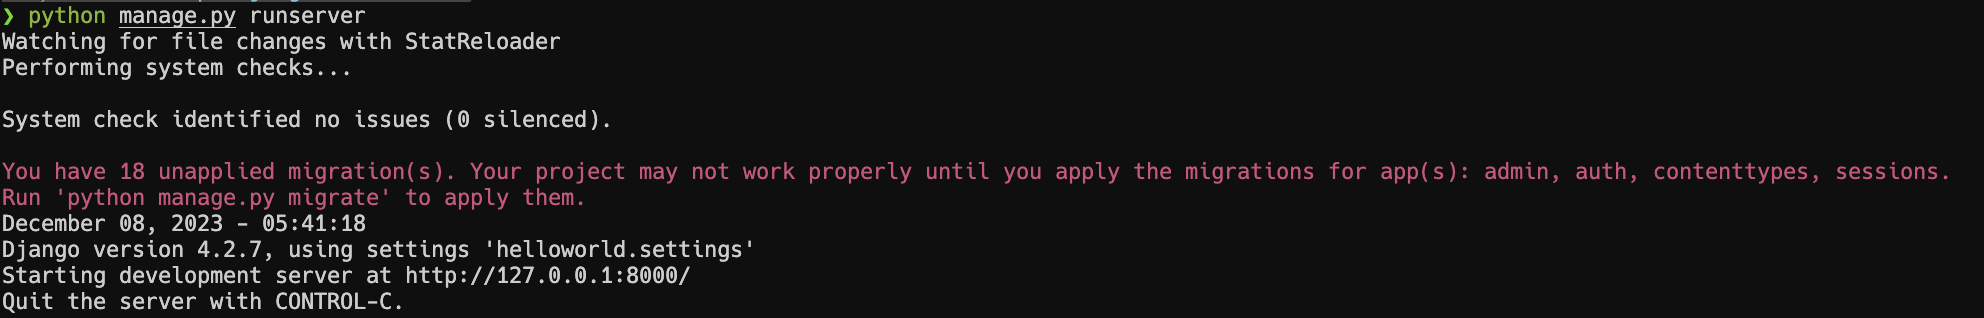 ❯ python manage.py runserver
Watching for file changes with StatReloader
Performing system checks...
System check identified no issues (0 silenced).
You have 18 unapplied migration(s). Your project may not work properly until you apply the migrations for app(s): admin, auth, contenttypes, sessions.
Run 'python manage.py migrate' to apply them.
December 08, 2023 - 05:41:18
Django version 4.2.7, using settings 'helloworld.settings'
Starting development server at http://127.0.0.1:8000/
Quit the server with CONTROL-C.